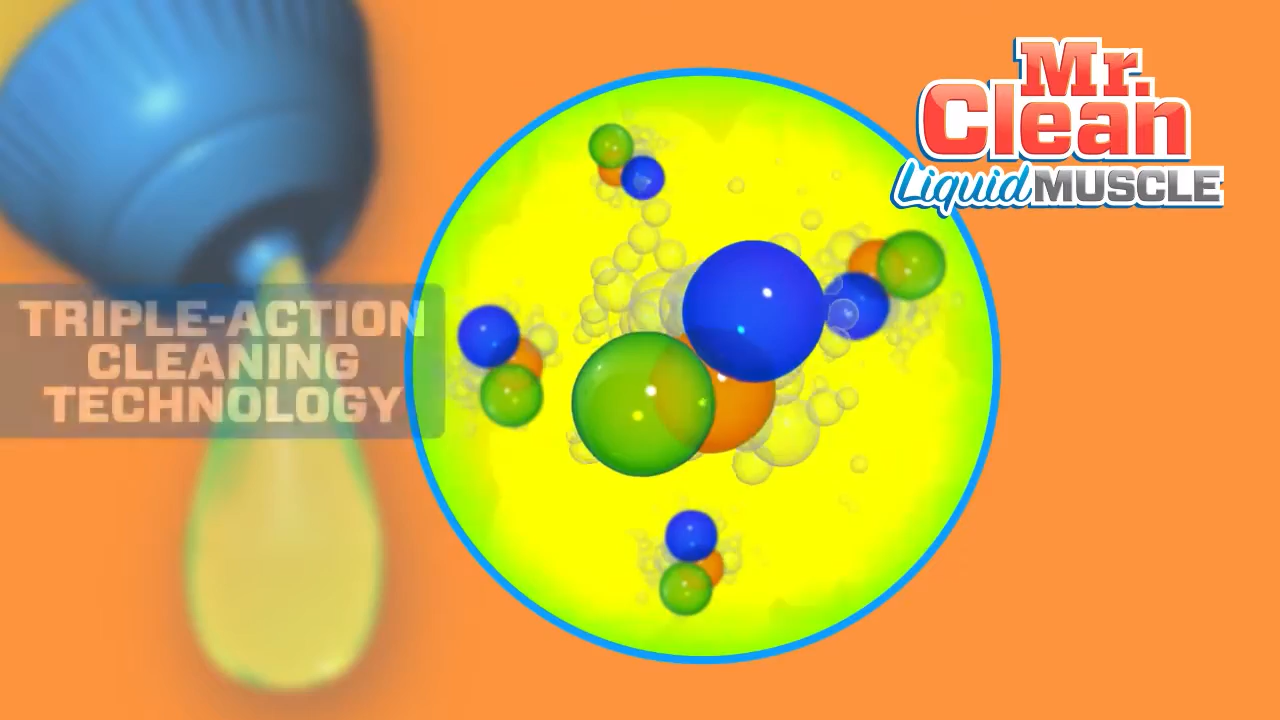 Mr.
Clean
Liquid MUSCLE
TRIPLE-ACTION
CLEANING
TECHNOLOGY